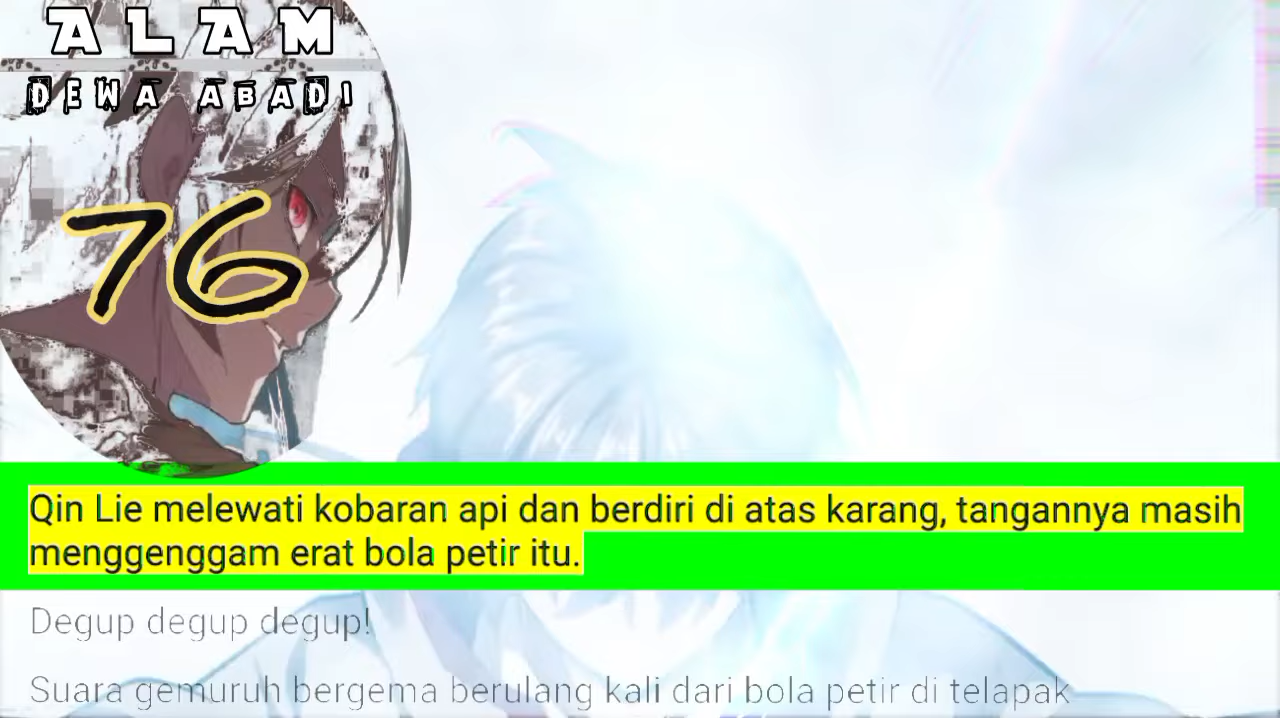 ALAM
DEWA ABADI
76
Qin Lie melewati kobaran api dan berdiri di atas karang, tangannya masih
menggenggam erat bola petir itu.
Degup degup degup!
Suara gemuruh bergema berulang kali dari bola petir di telapak